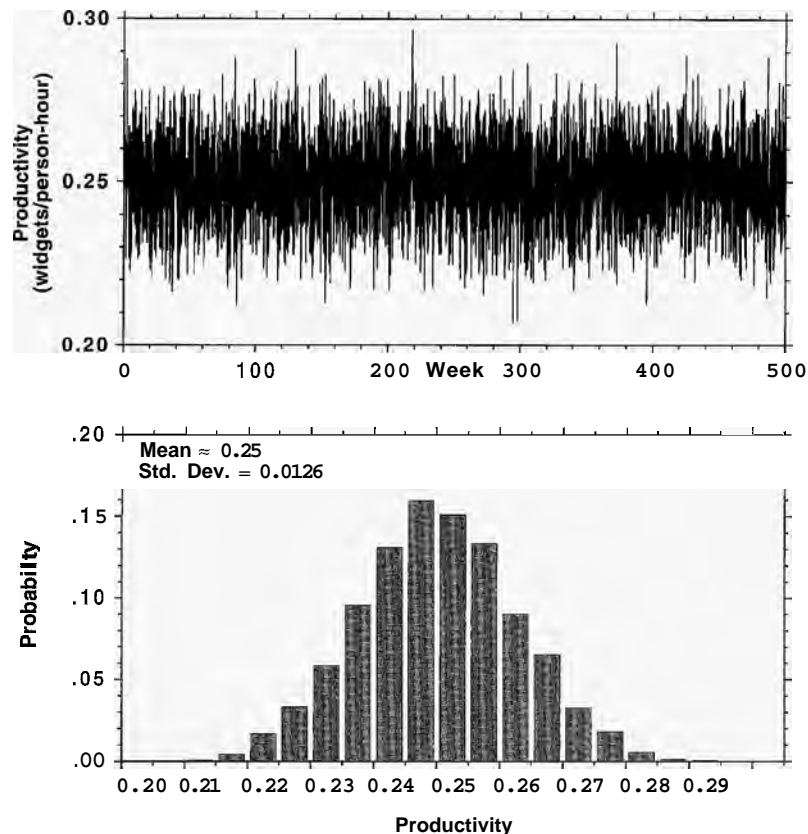 0.30
Productivity
(widgets/person-hour)
0.25
0.20
0 100 200 Week 300 400 500
.20
Mean ≈ 0.25
Std. Dev. = 0.0126
.15
Probabilty
.10
.05
.00
0.20 0.21 0.22 0.23 0.24 0.25 0.26 0.27 0.28 0.29
Productivity